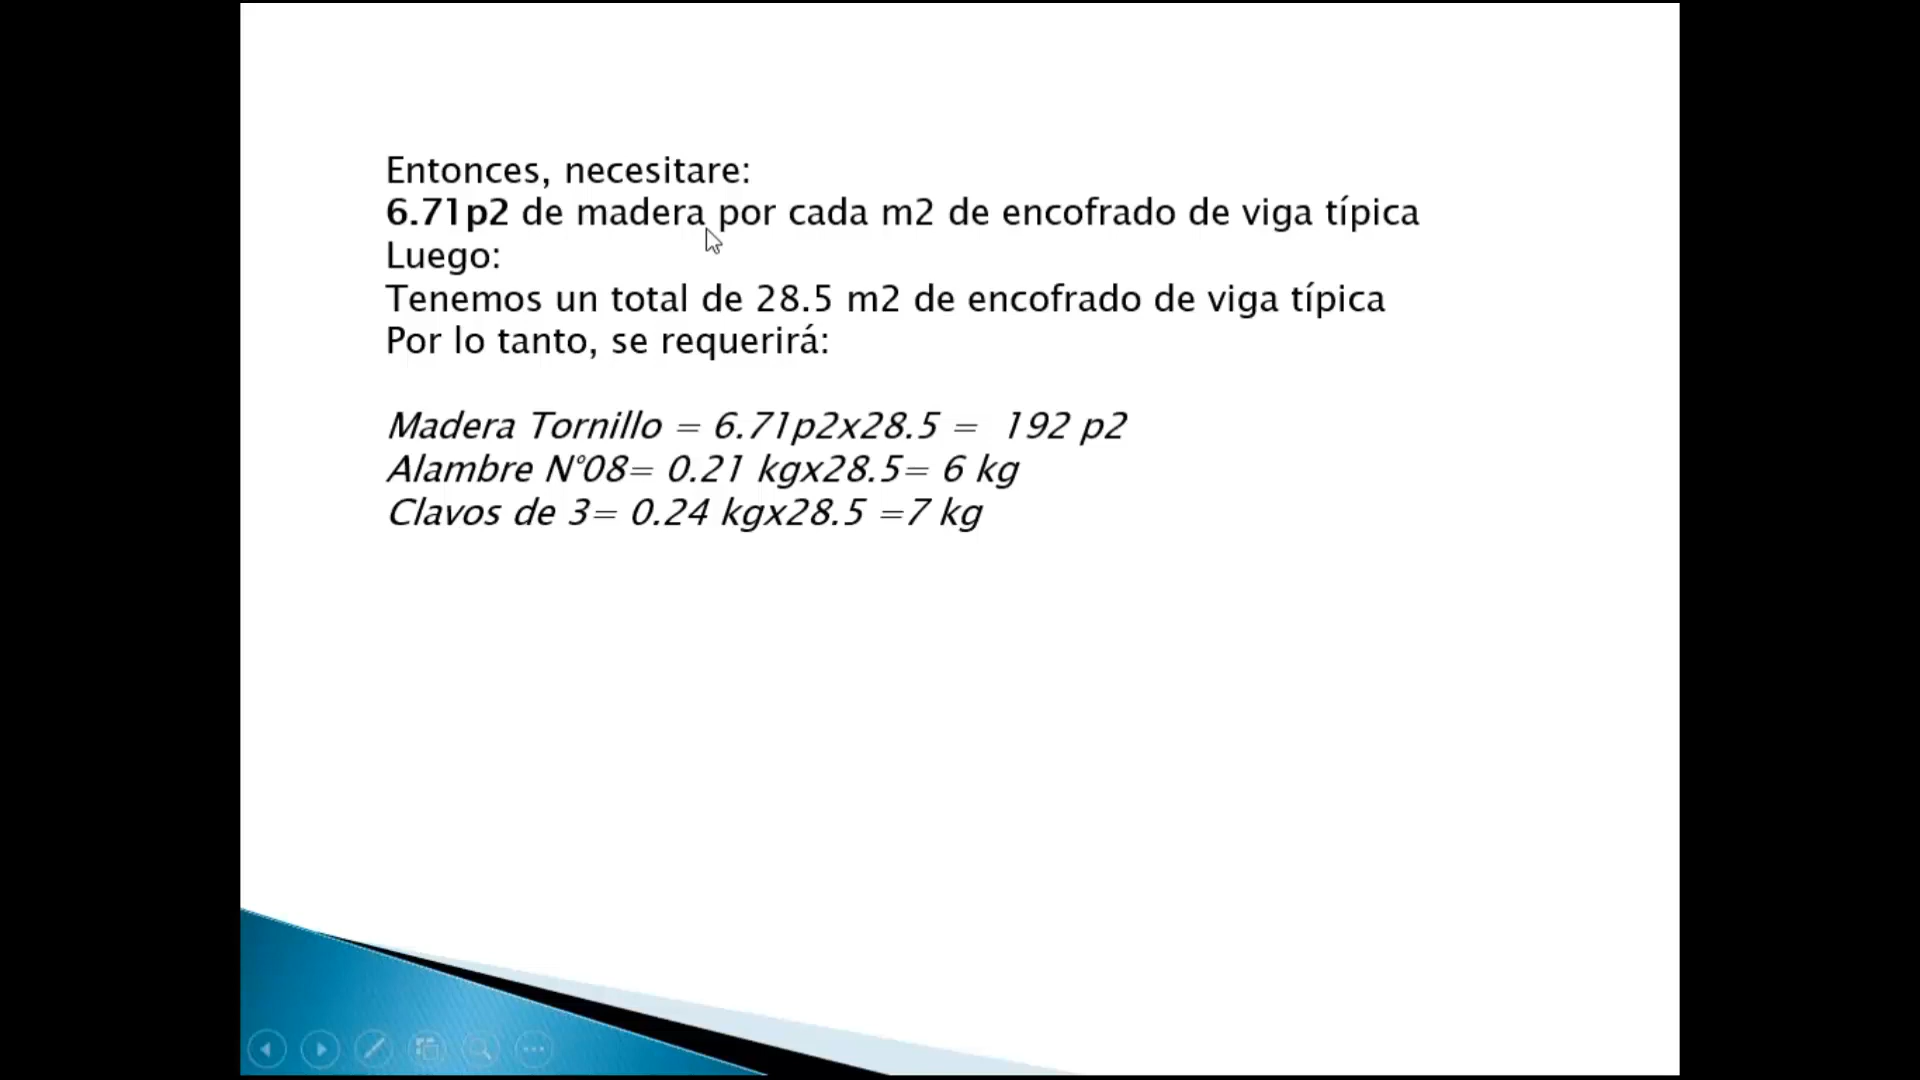 Entonces, necesitare:
6.71p2 de madera por cada m2 de encofrado de viga típica
Luego:
Tenemos un total de 28.5 m2 de encofrado de viga típica
Por lo tanto, se requerirá:
Madera Tornillo = 6.71p2x28.5 = 192 p2
Alambre N°08= 0.21 kgx28.5= 6 kg
Clavos de 3= 0.24 kgx28.5 =7 kg